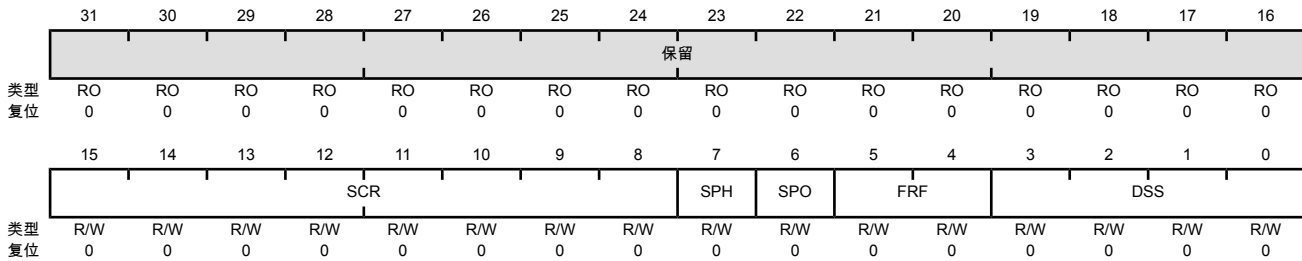 31 30 29 28 27 26 25 24 23 22 21 20 19 18 17 16
保留
类型 RO RO RO RO RO RO RO RO RO RO RO RO RO RO RO RO
复位 0 0 0 0 0 0 0 0 0 0 0 0 0 0 0 0
15 14 13 12 11 10 9 8 7 6 5 4 3 2 1 0
SCR SPH SPO FRF DSS
类型 R/W R/W R/W R/W R/W R/W R/W R/W R/W R/W R/W R/W R/W R/W R/W R/W
复位 0 0 0 0 0 0 0 0 0 0 0 0 0 0 0 0